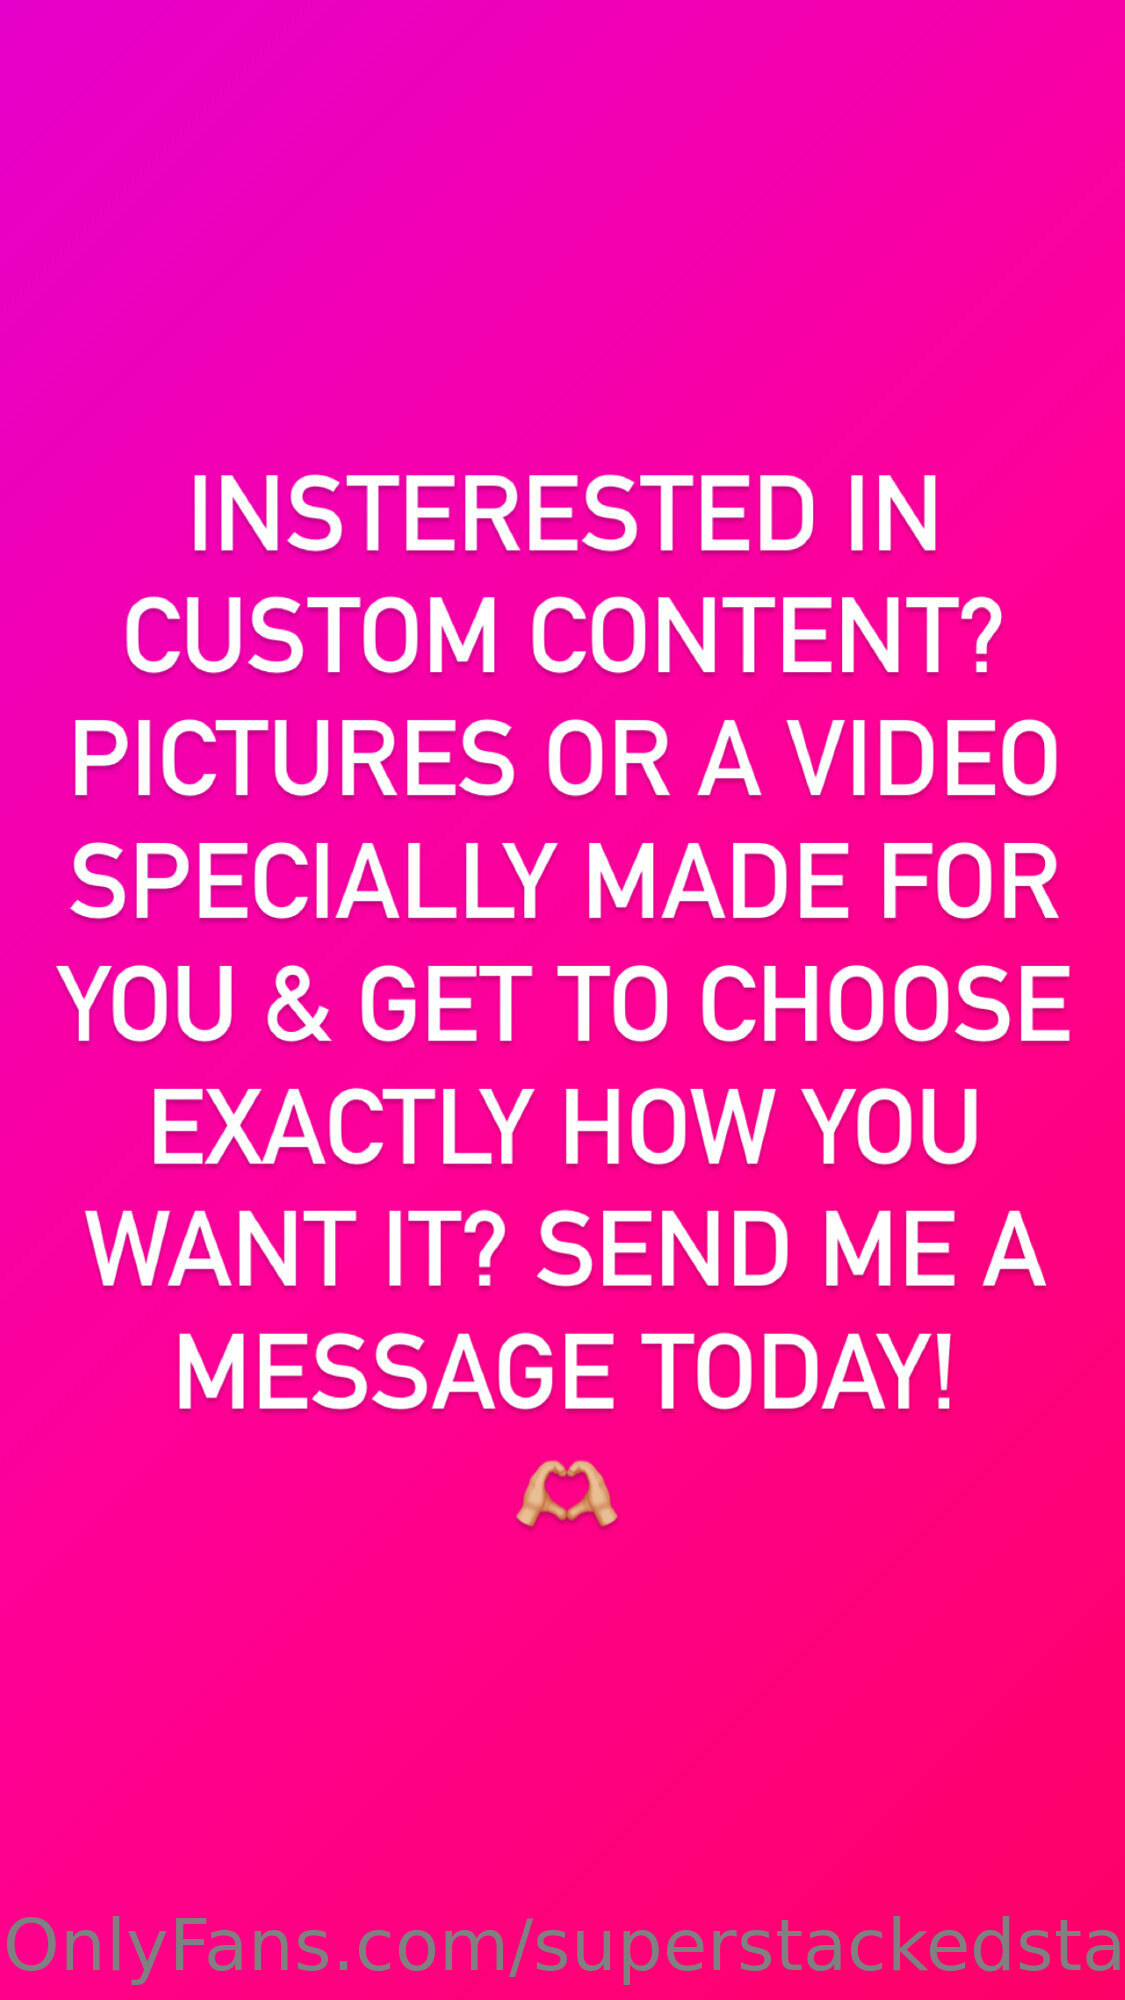 INSTERESTED IN
CUSTOM CONTENT?
PICTURES OR A VIDEO
SPECIALLY MADE FOR
YOU & GET TO CHOOSE
EXACTLY HOW YOU
WANT IT? SEND ME A
MESSAGE TODAY!
OnlyFans.com/superstackedsta